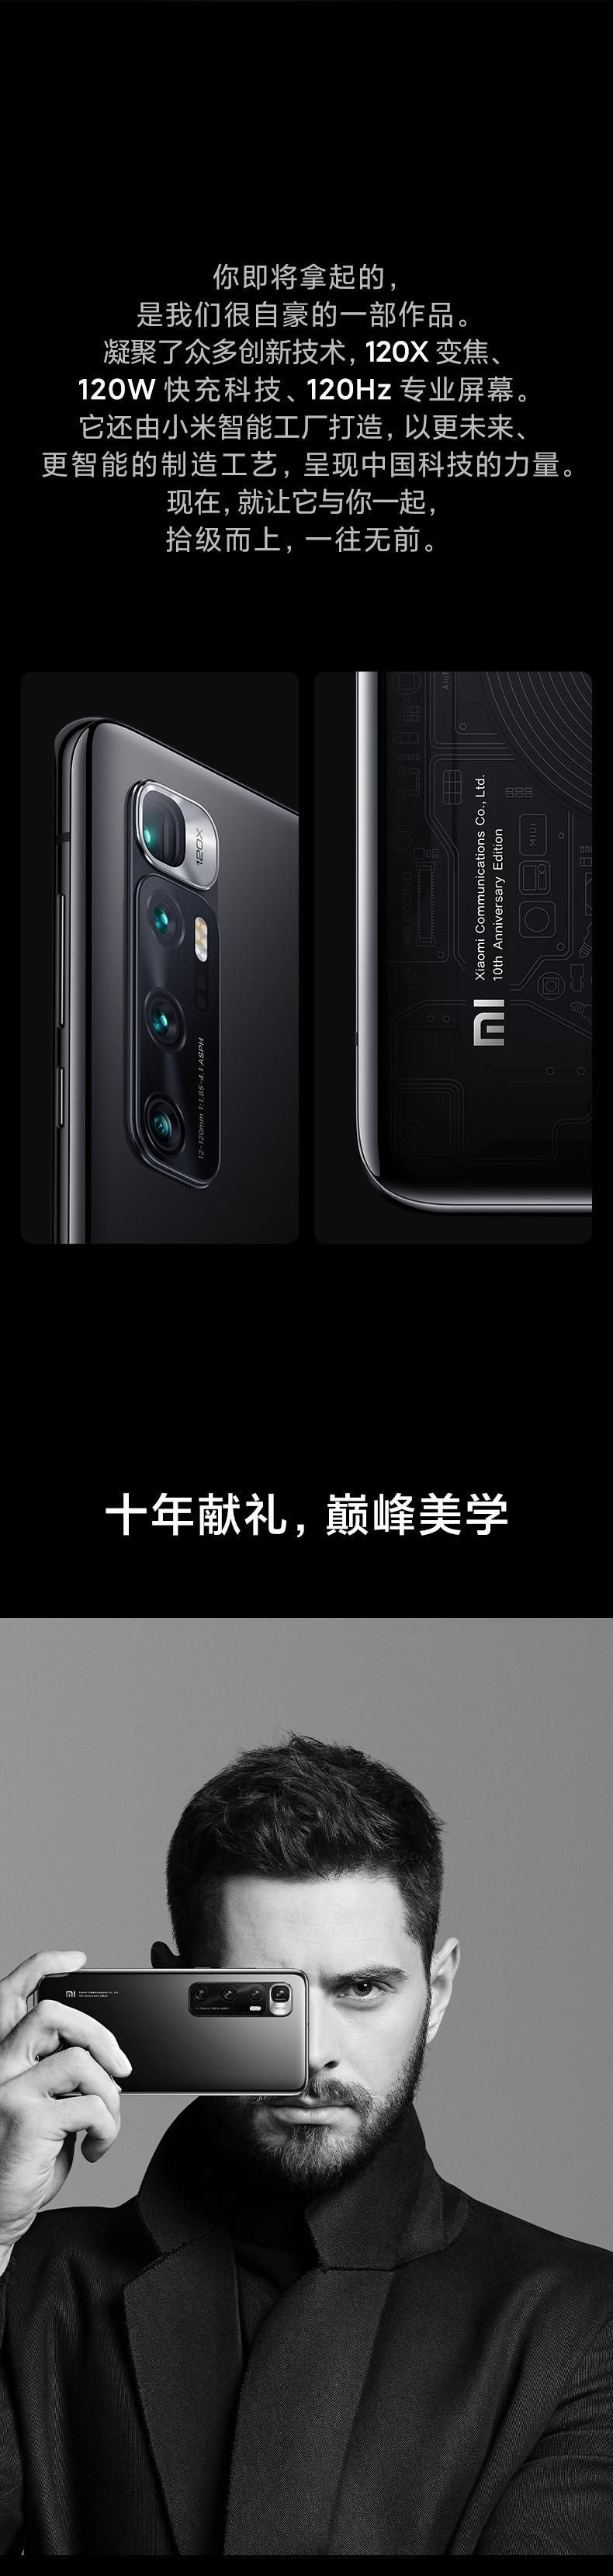 你即将拿起的，
是我们很自豪的一部作品。
凝聚了众多创新技术，120X 变焦、
120W 快充科技、120Hz 专业屏幕。
它还由小米智能工厂打造，以更未来、
更智能的制造工艺，呈现中国科技的力量。
现在，就让它与你一起，
拾级而上，一往无前。
120X
12-120mm 1:1.85-4.1 ASPH
AIoT
MIUI
Xiaomi Communications Co., Ltd.
10th Anniversary Edition
十年献礼，巅峰美学